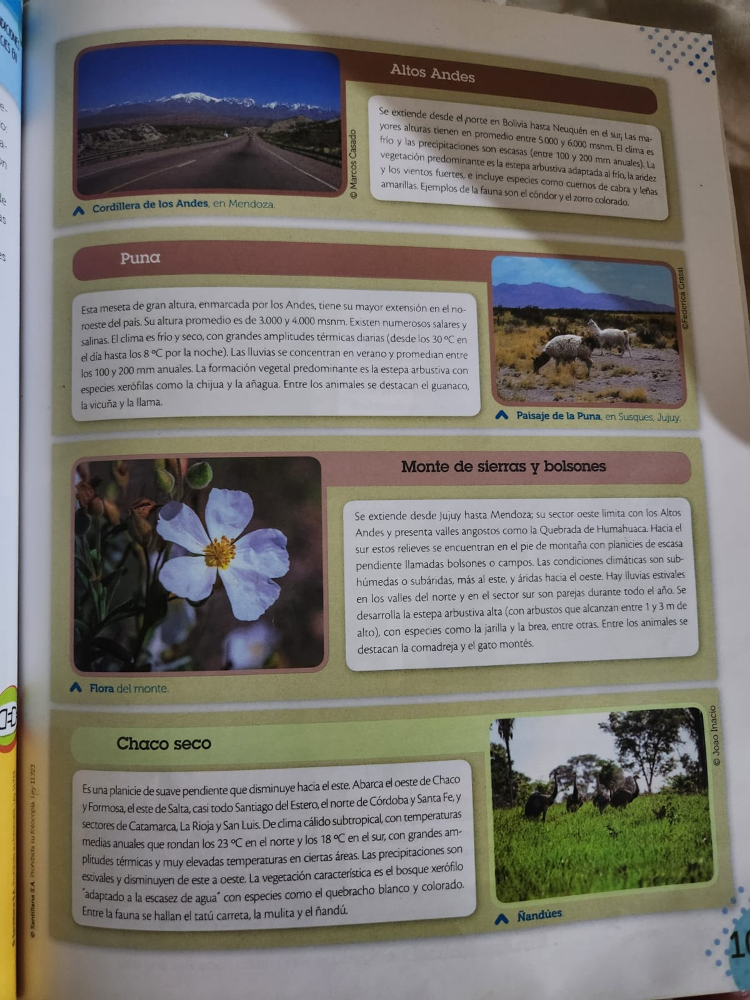 DICIONES
CIES EN
Altos Andes
Se extiende desde el norte en Bolivia hasta Neuquén en el sur. Las ma-
yores alturas tienen en promedio entre 5.000 y 6.000 msnm. El clima es
frío y las precipitaciones son escasas (entre 100 y 200 mm anuales). La
vegetación predominante es la estepa arbustiva adaptada al frío, la aridez
y los vientos fuertes, e incluye especies como cuernos de cabra y leñas
amarillas. Ejemplos de la fauna son el cóndor y el zorro colorado.
© Marcos Casado
Cordillera de los Andes, en Mendoza.
Puna
Esta meseta de gran altura, enmarcada por los Andes, tiene su mayor extensión en el no-
roeste del país. Su altura promedio es de 3.000 y 4.000 msnm. Existen numerosos salares y
salinas. El clima es frío y seco, con grandes amplitudes térmicas diarias (desde los 30 ºC en
el día hasta los 8 ºC por la noche). Las lluvias se concentran en verano y promedian entre
los 100 y 200 mm anuales. La formación vegetal predominante es la estepa arbustiva con
especies xerófilas como la chijua y la añagua. Entre los animales se destacan el guanaco,
la vicuña y la llama.
©Federica Grassi
Paisaje de la Puna, en Susques, Jujuy.
Monte de sierras y bolsones
Se extiende desde Jujuy hasta Mendoza; su sector oeste limita con los Altos
Andes y presenta valles angostos como la Quebrada de Humahuaca. Hacia el
sur estos relieves se encuentran en el pie de montaña con planicies de escasa
pendiente llamadas bolsones o campos. Las condiciones climáticas son sub-
húmedas o subáridas, más al este, y áridas hacia el oeste. Hay lluvias estivales
en los valles del norte y en el sector sur son parejas durante todo el año. Se
desarrolla la estepa arbustiva alta (con arbustos que alcanzan entre 1 y 3 m de
alto), con especies como la jarilla y la brea, entre otras. Entre los animales se
destacan la comadreja y el gato montés.
Flora del monte.
Chaco seco
Es una planicie de suave pendiente que disminuye hacia el este. Abarca el oeste de Chaco
y Formosa, el este de Salta, casi todo Santiago del Estero, el norte de Córdoba y Santa Fe, y
sectores de Catamarca, La Rioja y San Luis. De clima cálido subtropical, con temperaturas
medias anuales que rondan los 23 ºC en el norte y los 18 ºC en el sur, con grandes am-
plitudes térmicas y muy elevadas temperaturas en ciertas áreas. Las precipitaciones son
estivales y disminuyen de este a oeste. La vegetación característica es el bosque xerófilo
"adaptado a la escasez de agua" con especies como el quebracho blanco y colorado.
Entre la fauna se hallan el tatú carreta, la mulita y el ñandú.
© Joao Inacio
Ñandúes.
© Santillana S.A. Prohibida su fotocopia. Ley 11.723